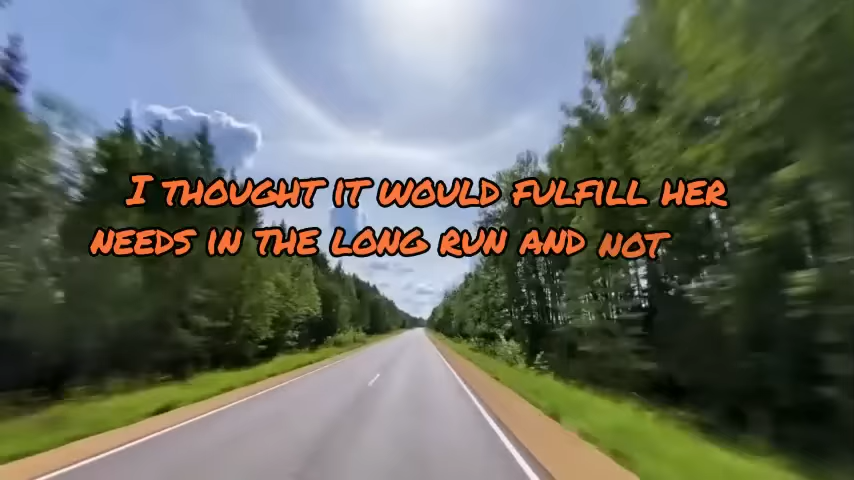 I thought it would fulfill her
needs in the long run and not